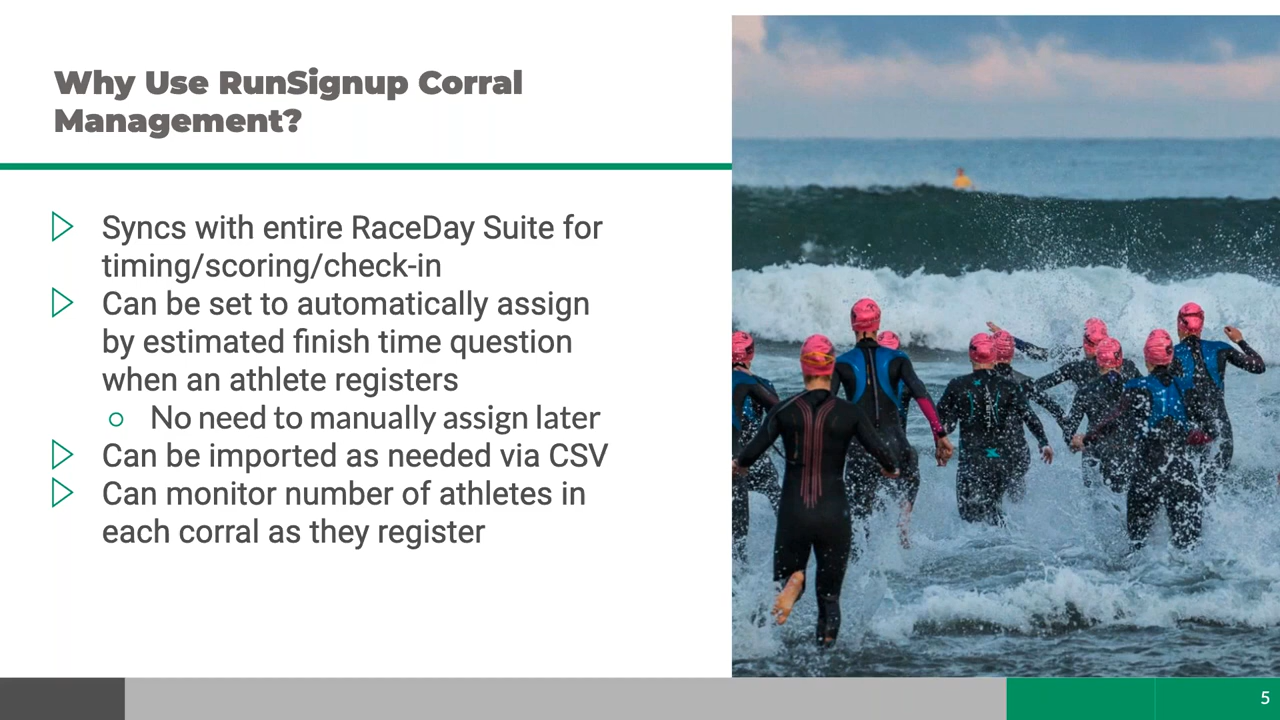 Why Use RunSignup Corral
Management?
Syncs with entire RaceDay Suite for
timing/scoring/check-in
Can be set to automatically assign
by estimated finish time question
when an athlete registers
No need to manually assign later
Can be imported as needed via CSV
Can monitor number of athletes in
each corral as they register
5